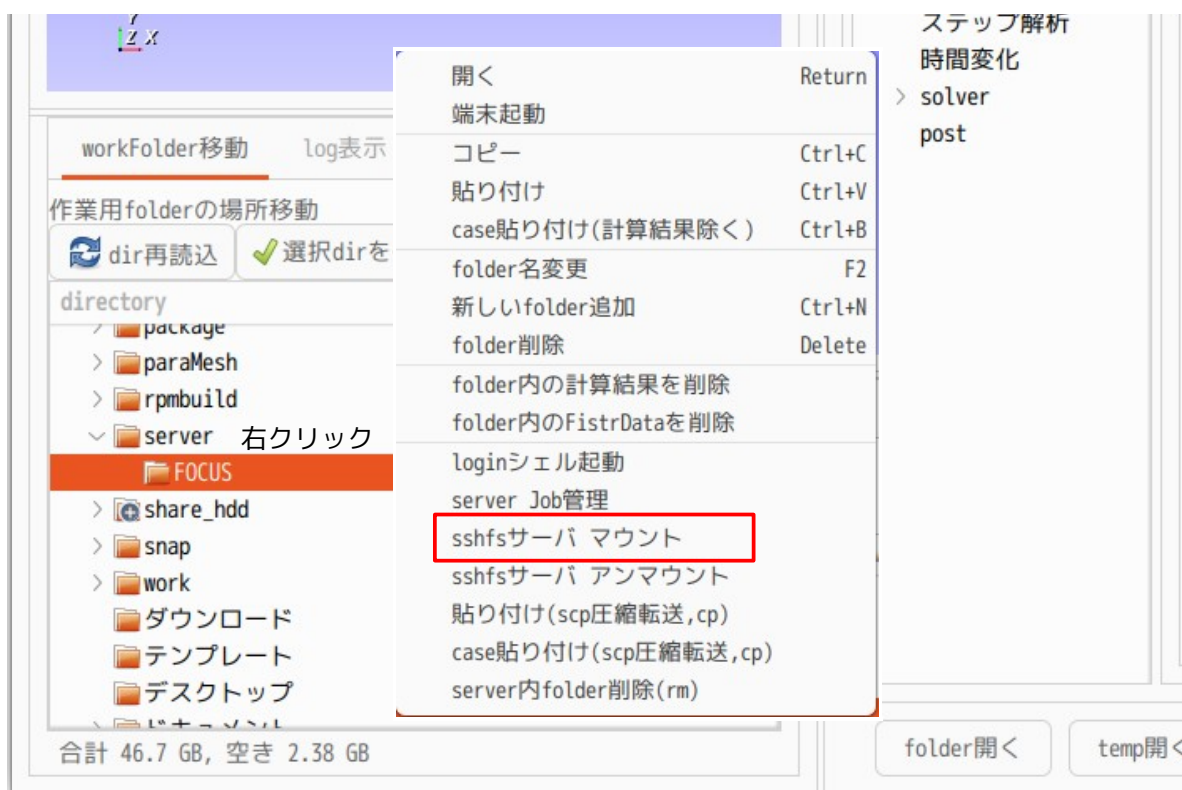 Y
Z X
workFolder移動 log表示
作業用folderの場所移動
dir再読込 選択dirを
directory
package
paraMesh
rpmbuild
server 右クリック
FOCUS
share_hdd
snap
work
ダウンロード
テンプレート
デスクトップ
ドキュメント
合計 46.7 GB, 空き 2.38 GB
開く Return
端末起動
コピー Ctrl+C
貼り付け Ctrl+V
case貼り付け(計算結果除く) Ctrl+B
folder名変更 F2
新しいfolder追加 Ctrl+N
folder削除 Delete
folder内の計算結果を削除
folder内のFistrDataを削除
loginシェル起動
server Job管理
sshfsサーバ マウント
sshfsサーバ アンマウント
貼り付け(scp圧縮転送,cp)
case貼り付け(scp圧縮転送,cp)
server内folder削除(rm)
ステップ解析
時間変化
solver
post
folder開く temp開く